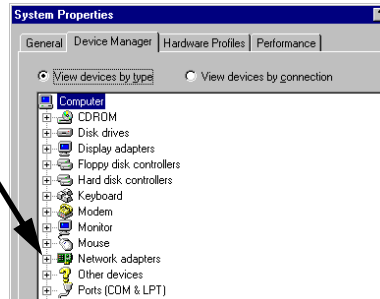 System Properties
General Device Manager Hardware Profiles Performance
View devices by type View devices by connection
Computer
CDROM
Disk drives
Display adapters
Floppy disk controllers
Hard disk controllers
Keyboard
Modem
Monitor
Mouse
Network adapters
Other devices
Ports (COM & LPT)